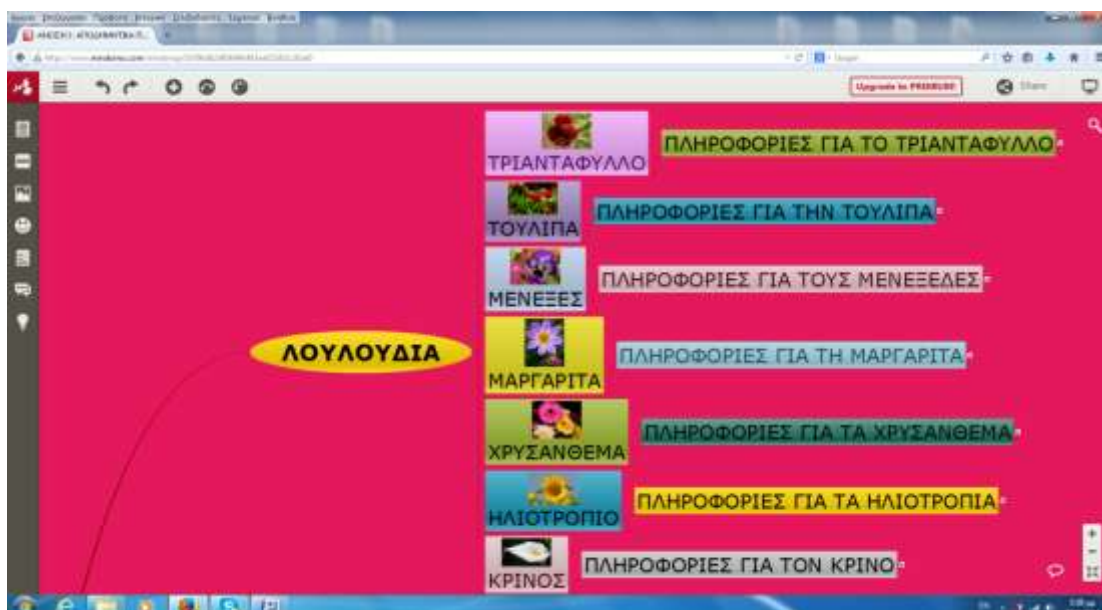 Upgrade to PREMIUM
Share
ΤΡΙΑΝΤΑΦΥΛΛΟ
ΠΛΗΡΟΦΟΡΙΕΣ ΓΙΑ ΤΟ ΤΡΙΑΝΤΑΦΥΛΛΟ
ΤΟΥΛΙΠΑ
ΠΛΗΡΟΦΟΡΙΕΣ ΓΙΑ ΤΗΝ ΤΟΥΛΙΠΑ
ΜΕΝΕΞΕΣ
ΠΛΗΡΟΦΟΡΙΕΣ ΓΙΑ ΤΟΥΣ ΜΕΝΕΞΕΔΕΣ
ΛΟΥΛΟΥΔΙΑ
ΜΑΡΓΑΡΙΤΑ
ΠΛΗΡΟΦΟΡΙΕΣ ΓΙΑ ΤΗ ΜΑΡΓΑΡΙΤΑ
ΧΡΥΣΑΝΘΕΜΑ
ΠΛΗΡΟΦΟΡΙΕΣ ΓΙΑ ΤΑ ΧΡΥΣΑΝΘΕΜΑ
ΗΛΙΟΤΡΟΠΙΟ
ΠΛΗΡΟΦΟΡΙΕΣ ΓΙΑ ΤΑ ΗΛΙΟΤΡΟΠΙΑ
ΚΡΙΝΟΣ
ΠΛΗΡΟΦΟΡΙΕΣ ΓΙΑ ΤΟΝ ΚΡΙΝΟ